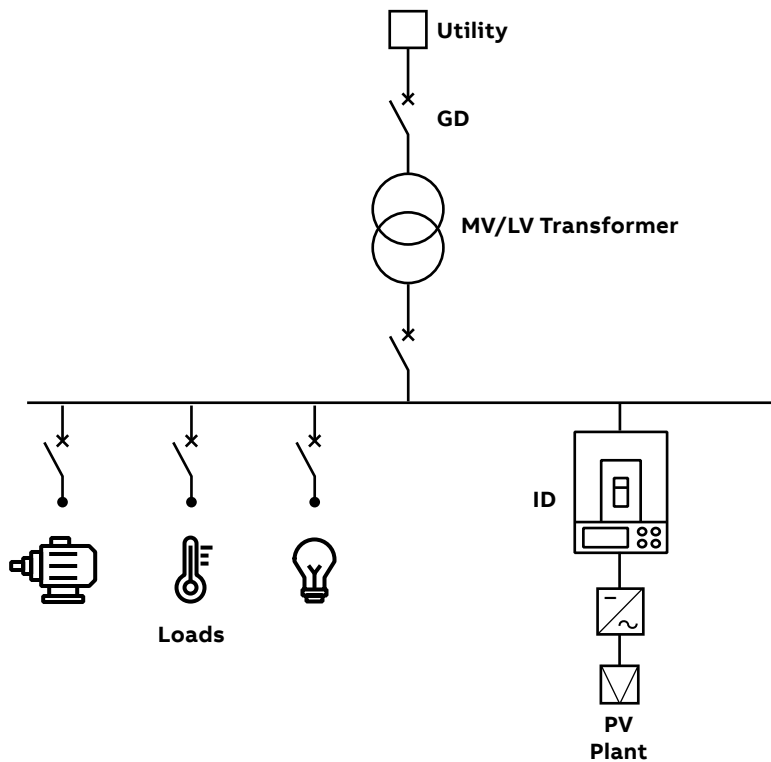 Utility
GD
MV/LV Transformer
ID
Loads
PV
Plant